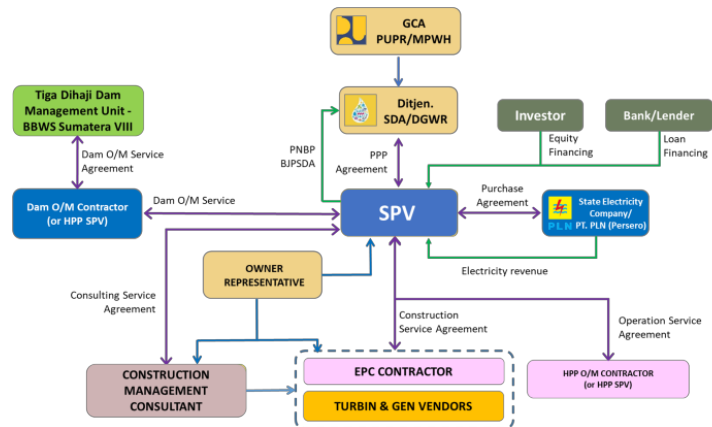 GCA
PUPR/MPWH
Tiga Dihaji Dam
Management Unit -
BBWS Sumatera VIII
Ditjen.
SDA/DGWR
Investor
Bank/Lender
PNBP
BJPSDA
PPP
Agreement
Equity
Financing
Loan
Financing
Dam O/M Service
Agreement
Dam O/M Contractor
(or HPP SPV)
Dam O/M Service
SPV
Purchase
Agreement
PLN
State Electricity
Company/
PT. PLN (Persero)
Electricity revenue
OWNER
REPRESENTATIVE
Consulting Service
Agreement
Construction
Service Agreement
Operation Service
Agreement
CONSTRUCTION
MANAGEMENT
CONSULTANT
EPC CONTRACTOR
TURBIN & GEN VENDORS
HPP O/M CONTRACTOR
(or HPP SPV)